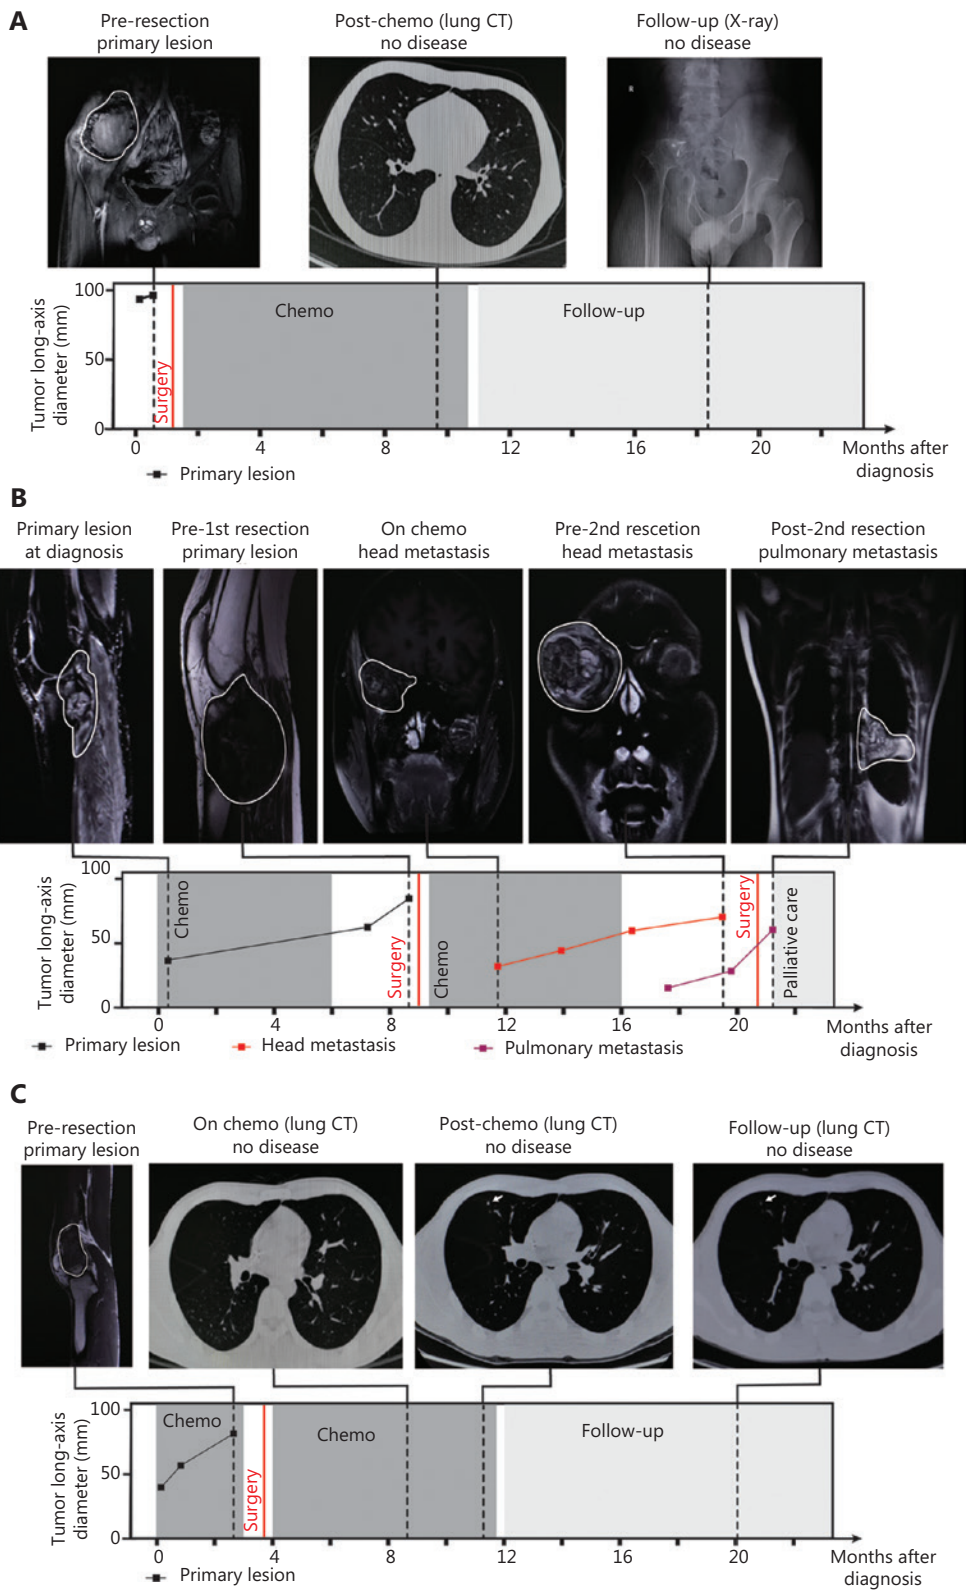 A
Pre-resection
primary lesion
Post-chemo (lung CT)
no disease
Follow-up (X-ray)
no disease
R
Tumor long-axis
diameter (mm)
100
50
0
Surgery
Chemo
Follow-up
0 4 8 12 16 20
Months after
diagnosis
Primary lesion
B
Primary lesion
at diagnosis
Pre-1st resection
primary lesion
On chemo
head metastasis
Pre-2nd rescetion
head metastasis
Post-2nd resection
pulmonary metastasis
Tumor long-axis
diameter (mm)
100
50
0
Chemo
Surgery
Chemo
Surgery
Palliative care
0 4 8 12 16 20
Months after
diagnosis
Primary lesion
Head metastasis
Pulmonary metastasis
C
Pre-resection
primary lesion
On chemo (lung CT)
no disease
Post-chemo (lung CT)
no disease
Follow-up (lung CT)
no disease
Tumor long-axis
diameter (mm)
100
50
0
Chemo
Surgery
Chemo
Follow-up
0 4 8 12 16 20
Months after
diagnosis
Primary lesion